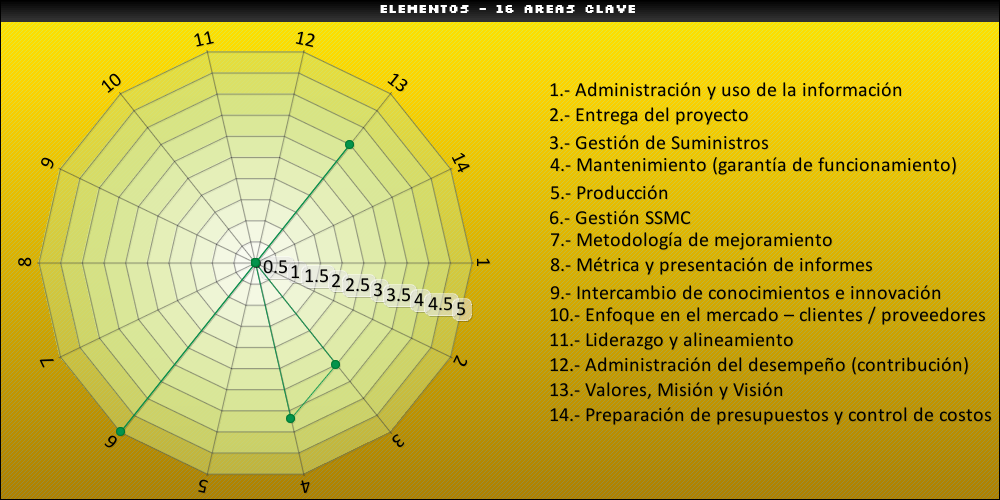 ELEMENTOS - 16 AREAS CLAVE
11
12
10
13
9
14
8
1
0.5 1 1.5 2 2.5 3 3.5 4 4.5 5
7
2
6
3
5
4
1.- Administración y uso de la información
2.- Entrega del proyecto
3.- Gestión de Suministros
4.- Mantenimiento (garantía de funcionamiento)
5.- Producción
6.- Gestión SSMC
7.- Metodología de mejoramiento
8.- Métrica y presentación de informes
9.- Intercambio de conocimientos e innovación
10.- Enfoque en el mercado – clientes / proveedores
11.- Liderazgo y alineamiento
12.- Administración del desempeño (contribución)
13.- Valores, Misión y Visión
14.- Preparación de presupuestos y control de costos